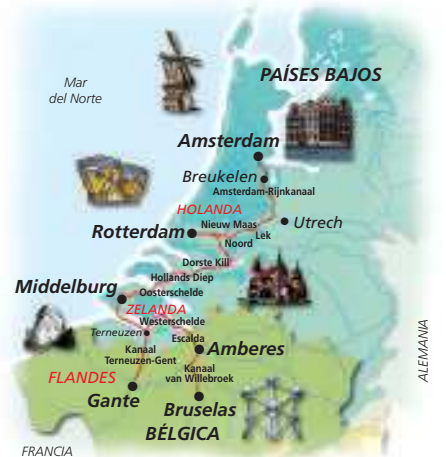 Mar
del Norte
PAÍSES BAJOS
Amsterdam
Breukelen
Amsterdam-Rijnkanaal
HOLANDA
Nieuw Maas
Utrech
Rotterdam
Lek
Noord
Dorste Kill
Hollands Diep
Middelburg
Oosterschelde
ZELANDA
Westerschelde
Terneuzen
Escalda
Kanaal
Terneuzen-Gent
Amberes
Kanaal
van Willebroek
FLANDES
Gante
Bruselas
BÉLGICA
ALEMANIA
FRANCIA